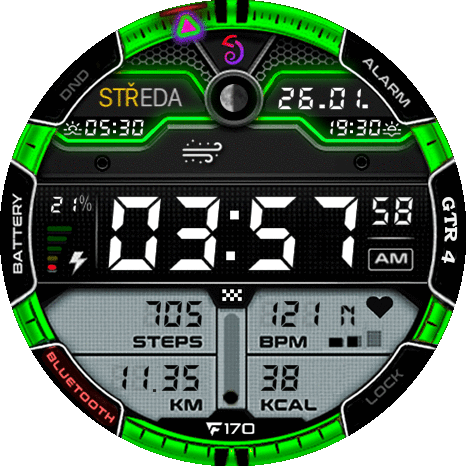 DND
ALARM
STŘEDA
26.01.
05:30
19:30
BATTERY
21%
03:57
58
AM
GTR 4
705
STEPS
121
BPM
11.35
KM
38
KCAL
BLUETOOTH
LOCK
F170